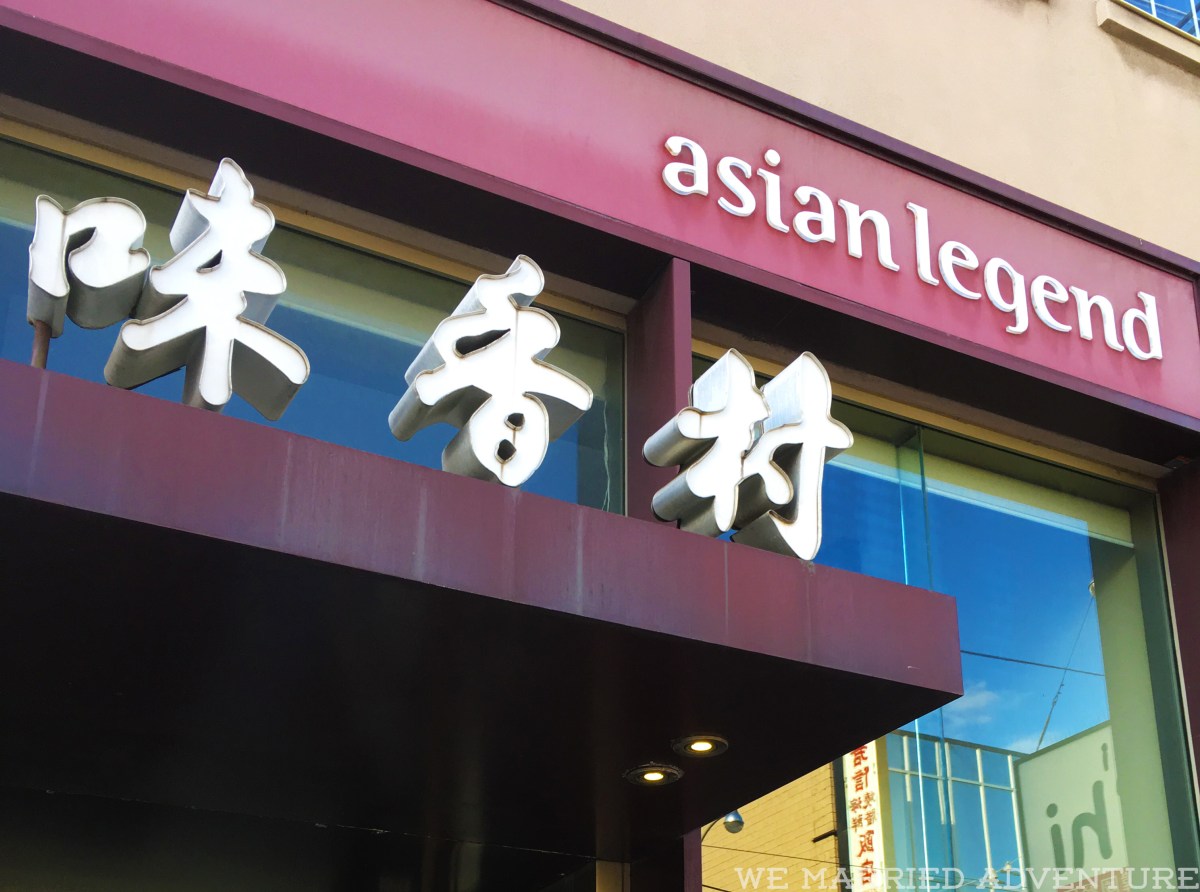 asian legend
味香村
WE MARRIED ADVENTURE